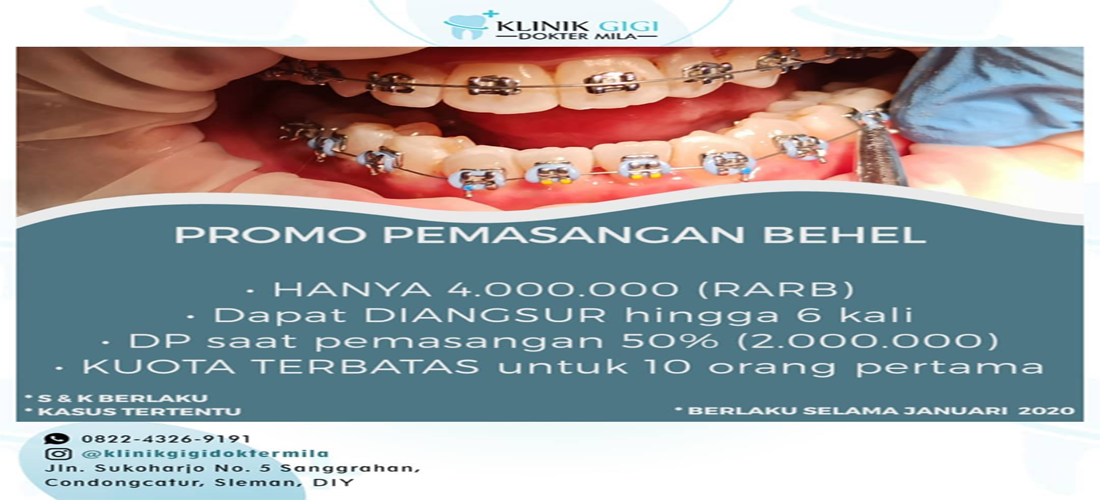 KLINIK GIGI
DOKTER MILA
PROMO PEMASANGAN BEHEL
• HANYA 4.000.000 (RARB)
• Dapat DIANGSUR hingga 6 kali
• DP saat pemasangan 50% (2.000.000)
• KUOTA TERBATAS untuk 10 orang pertama
* S & K BERLAKU
* KASUS TERTENTU
* BERLAKU SELAMA JANUARI 2020
0822-4326-9191
@klinikgigidoktermila
Jln. Sukoharjo No. 5 Sanggrahan,
Condongcatur, Sleman, DIY